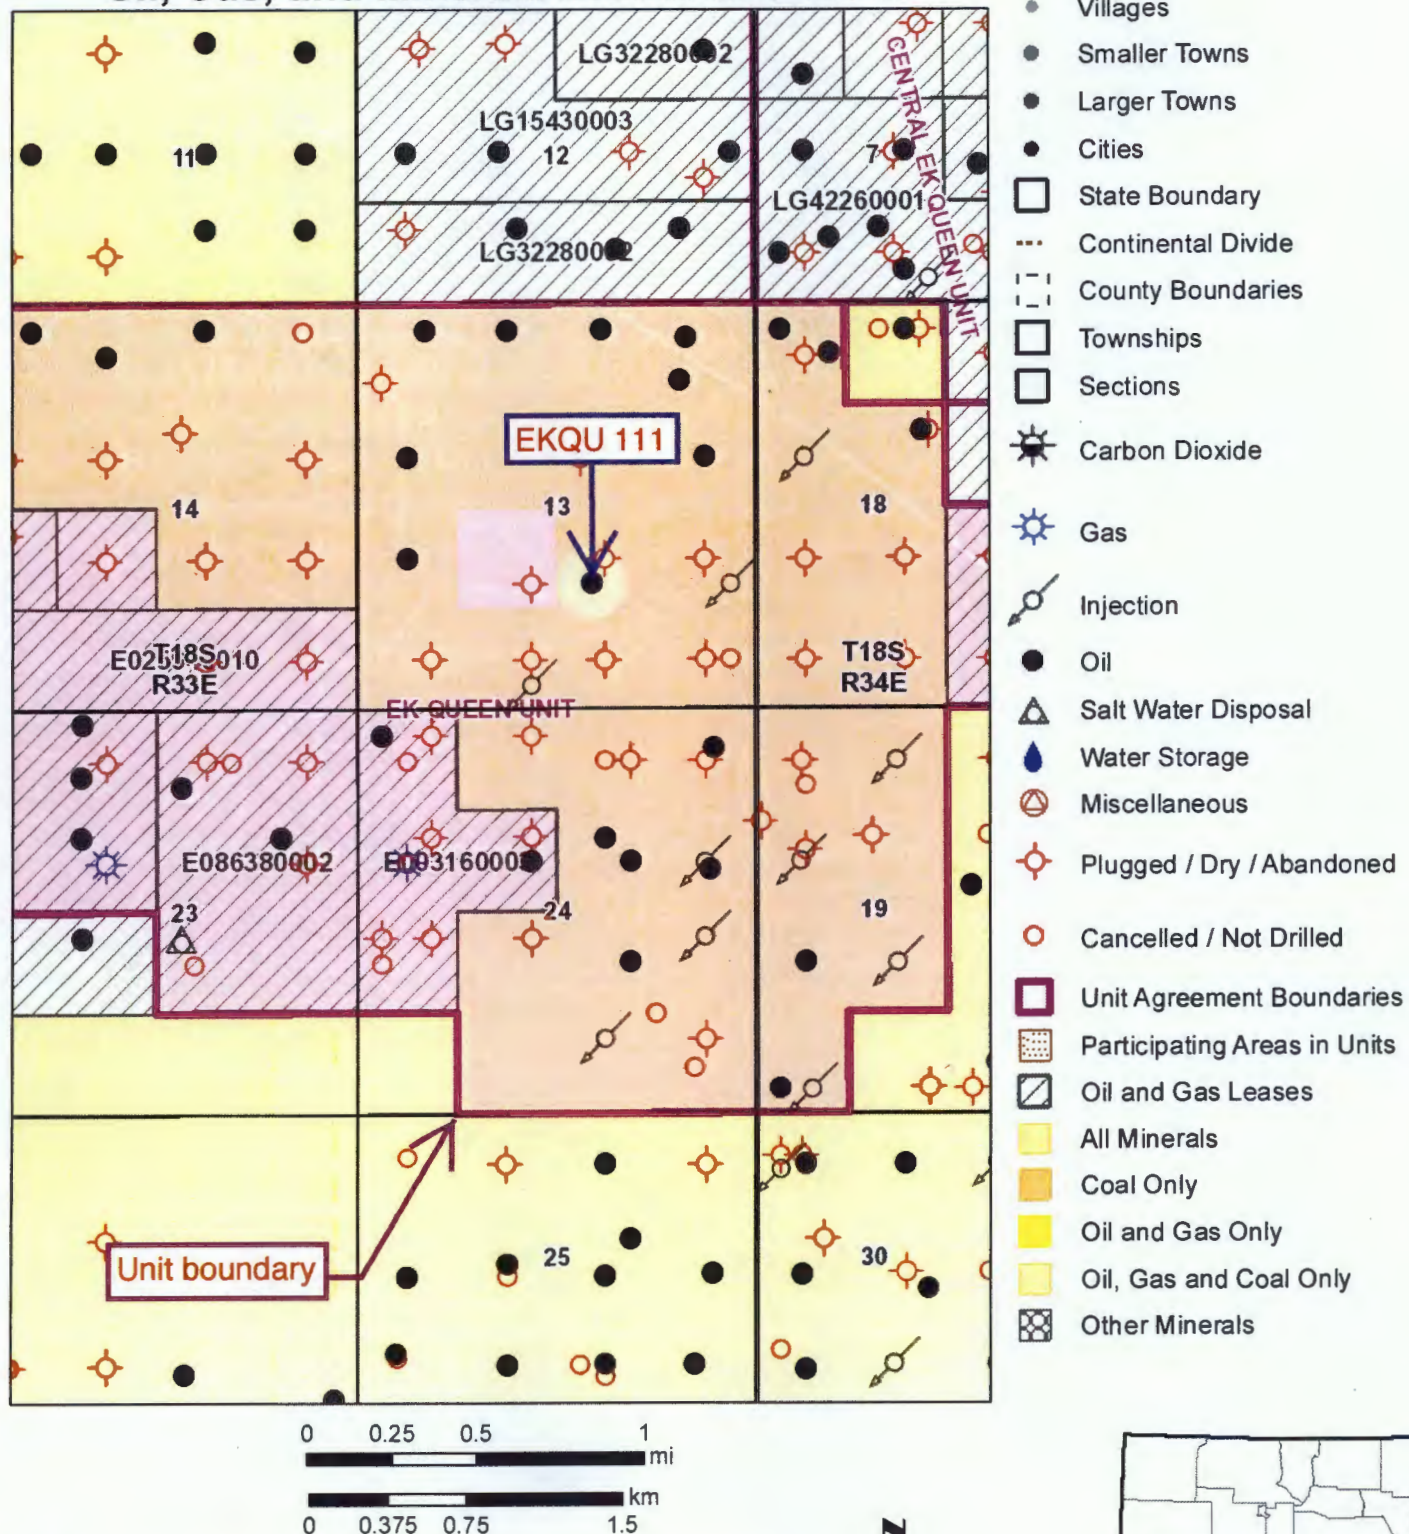 LG32280002
LG15430003
12
11
7
CENTRAL EK QUEEN UNIT
LG42260001
LG32280002
EKQU 111
13
14
18
T18S
R33E
T18S
R34E
EK QUEEN UNIT
E086380002
23
24
19
Unit boundary
25
30
0 0.25 0.5 1
mi
km
0 0.375 0.75 1.5
Villages
Smaller Towns
Larger Towns
Cities
State Boundary
Continental Divide
County Boundaries
Townships
Sections
Carbon Dioxide
Gas
Injection
Oil
Salt Water Disposal
Water Storage
Miscellaneous
Plugged / Dry / Abandoned
Cancelled / Not Drilled
Unit Agreement Boundaries
Participating Areas in Units
Oil and Gas Leases
All Minerals
Coal Only
Oil and Gas Only
Oil, Gas and Coal Only
Other Minerals